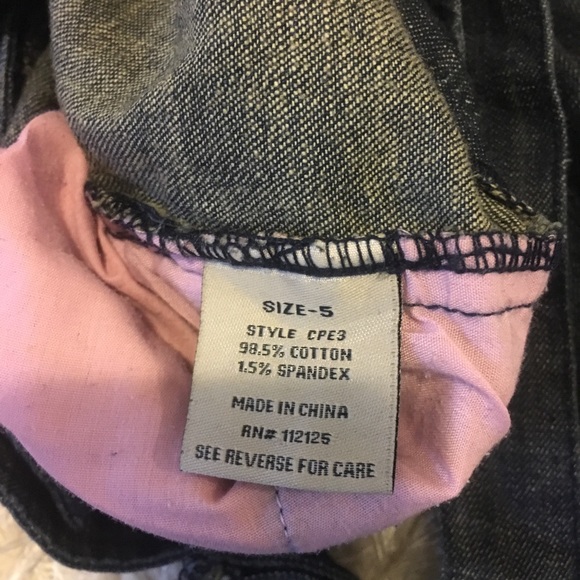 SIZE-5
STYLE CPE3
98.5% COTTON
1.5% SPANDEX
MADE IN CHINA
RN# 112125
SEE REVERSE FOR CARE